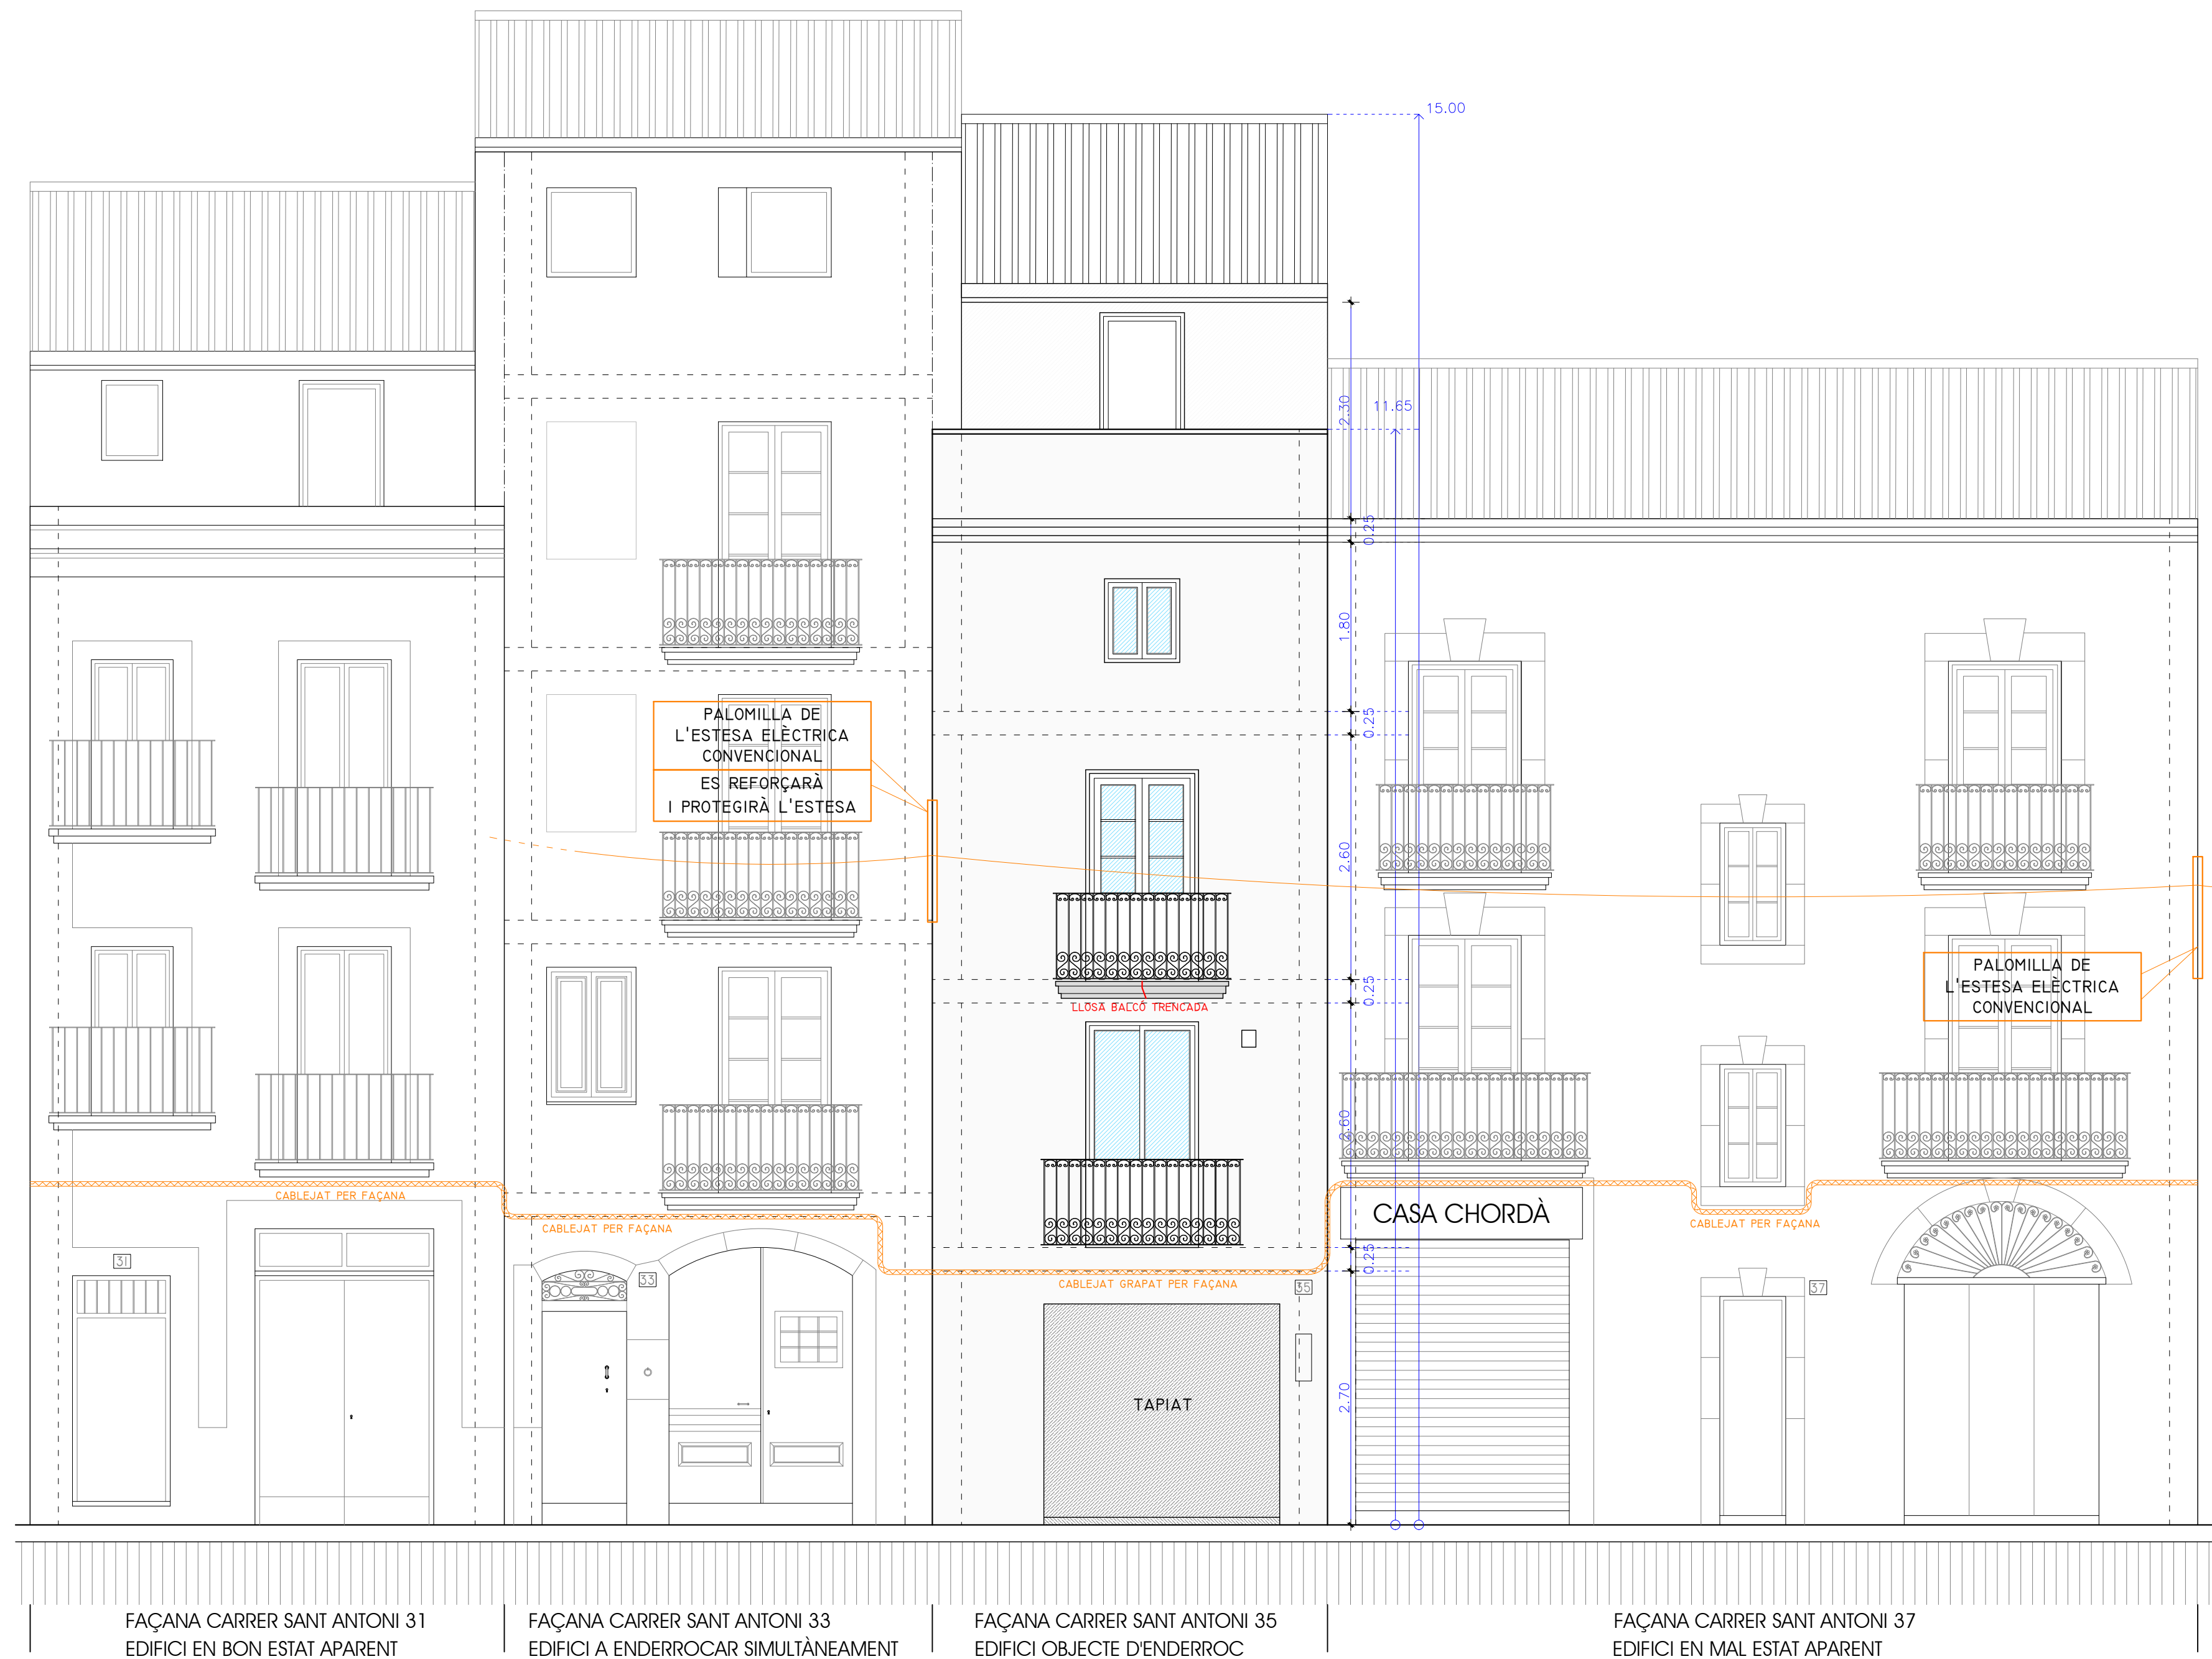 15.00
11.65
2.30
0.25
1.80
0.25
PALOMILLA DE
L'ESTESA ELÈCTRICA
CONVENCIONAL
ES REFORÇARÀ
I PROTEGIRÀ L'ESTESA
2.60
PALOMILLA DE
L'ESTESA ELÈCTRICA
CONVENCIONAL
0.25
LLOSA BALCÓ TRENCADA
2.60
CABLEJAT PER FAÇANA
CABLEJAT PER FAÇANA
CASA CHORDÀ
CABLEJAT PER FAÇANA
0.25
CABLEJAT GRAPAT PER FAÇANA
31
33
35
37
2.70
TAPIAT
FAÇANA CARRER SANT ANTONI 31
EDIFICI EN BON ESTAT APARENT
FAÇANA CARRER SANT ANTONI 33
EDIFICI A ENDERROCAR SIMULTÀNEAMENT
FAÇANA CARRER SANT ANTONI 35
EDIFICI OBJECTE D'ENDERROC
FAÇANA CARRER SANT ANTONI 37
EDIFICI EN MAL ESTAT APARENT